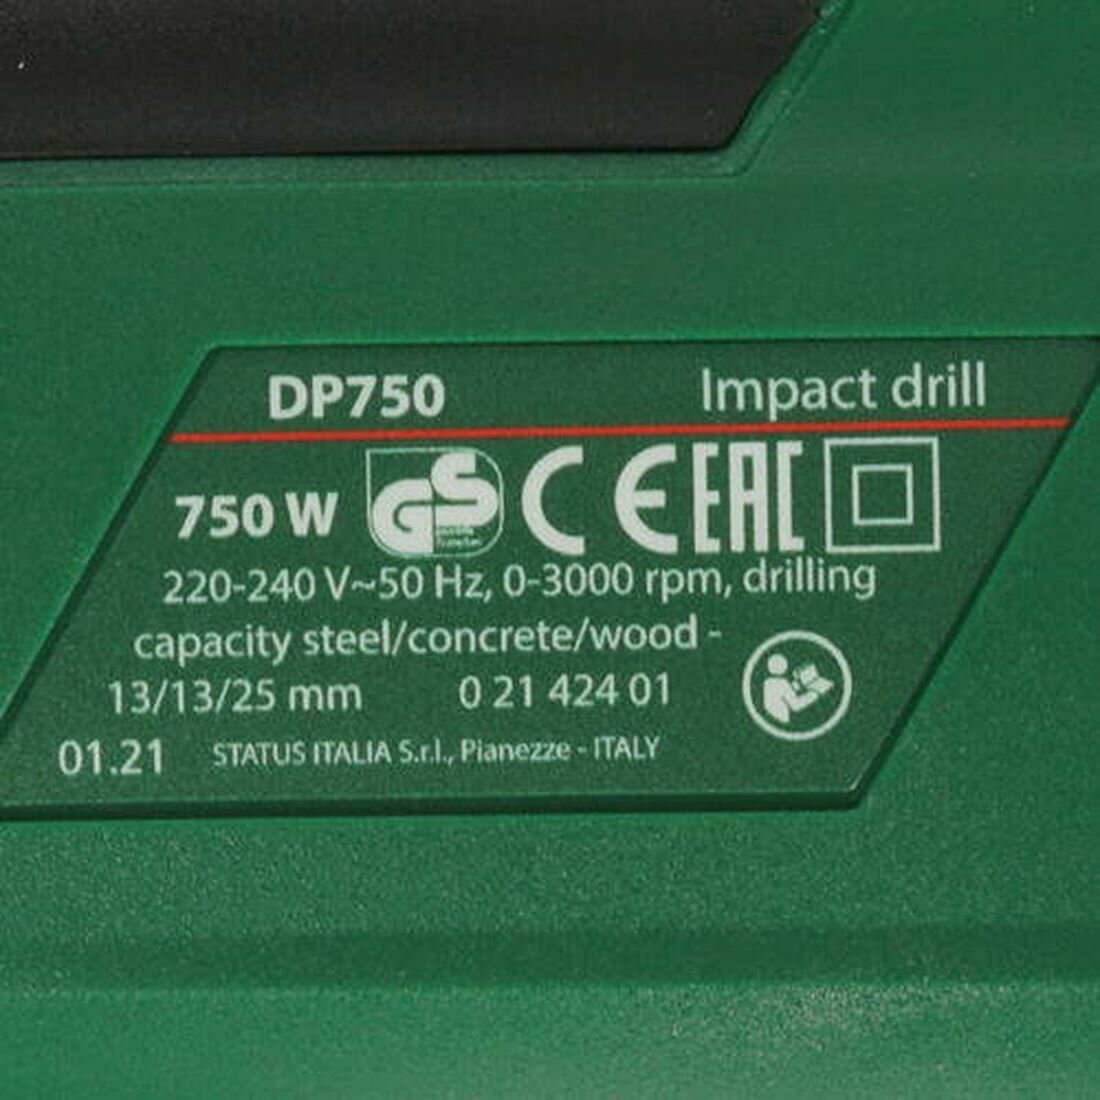 DP750 Impact drill
750 W GS CE EAC
220-240 V~50 Hz, 0-3000 rpm, drilling
capacity steel/concrete/wood -
13/13/25 mm 0 21 424 01
01.21 STATUS ITALIA S.r.l., Pianezze - ITALY